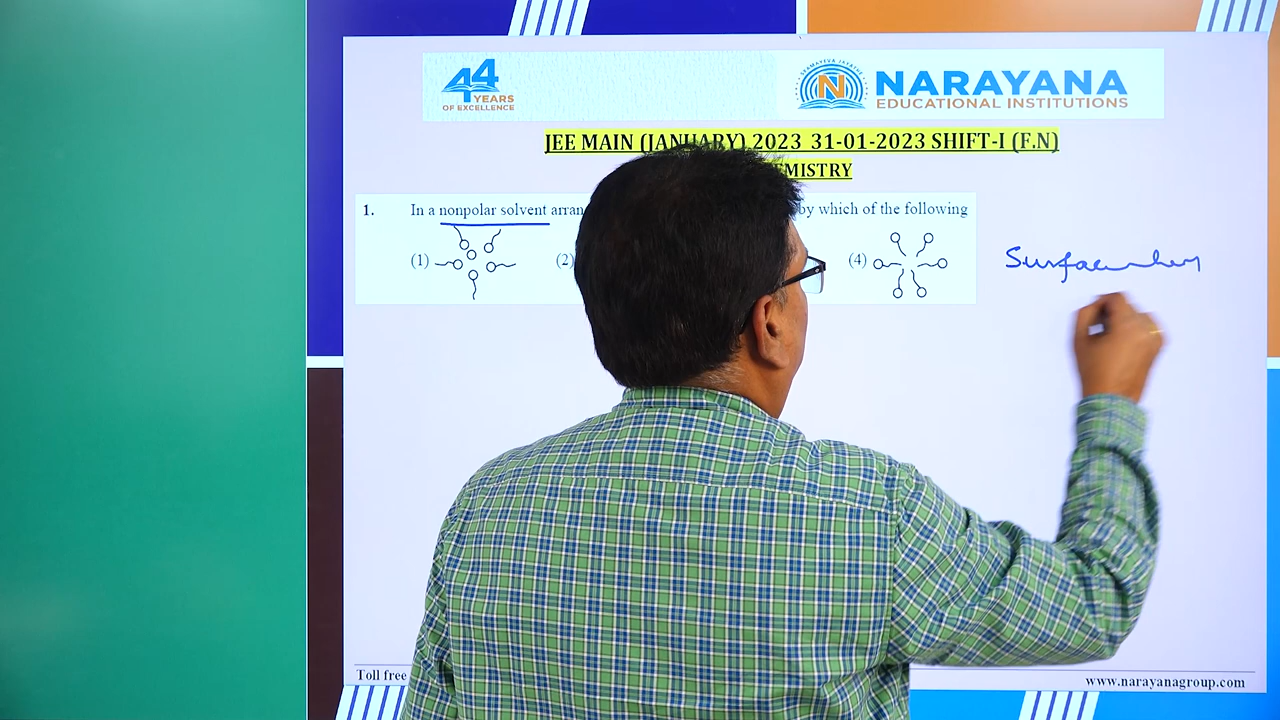 44
YEARS
OF EXCELLENCE
N
NARAYANA
EDUCATIONAL INSTITUTIONS
JEE MAIN (JANUARY) 2023 31-01-2023 SHIFT-I (F.N)
MISTRY
1. In a nonpolar solvent arran by which of the following
(1) (2) (4)
Toll free
www.narayanagroup.com